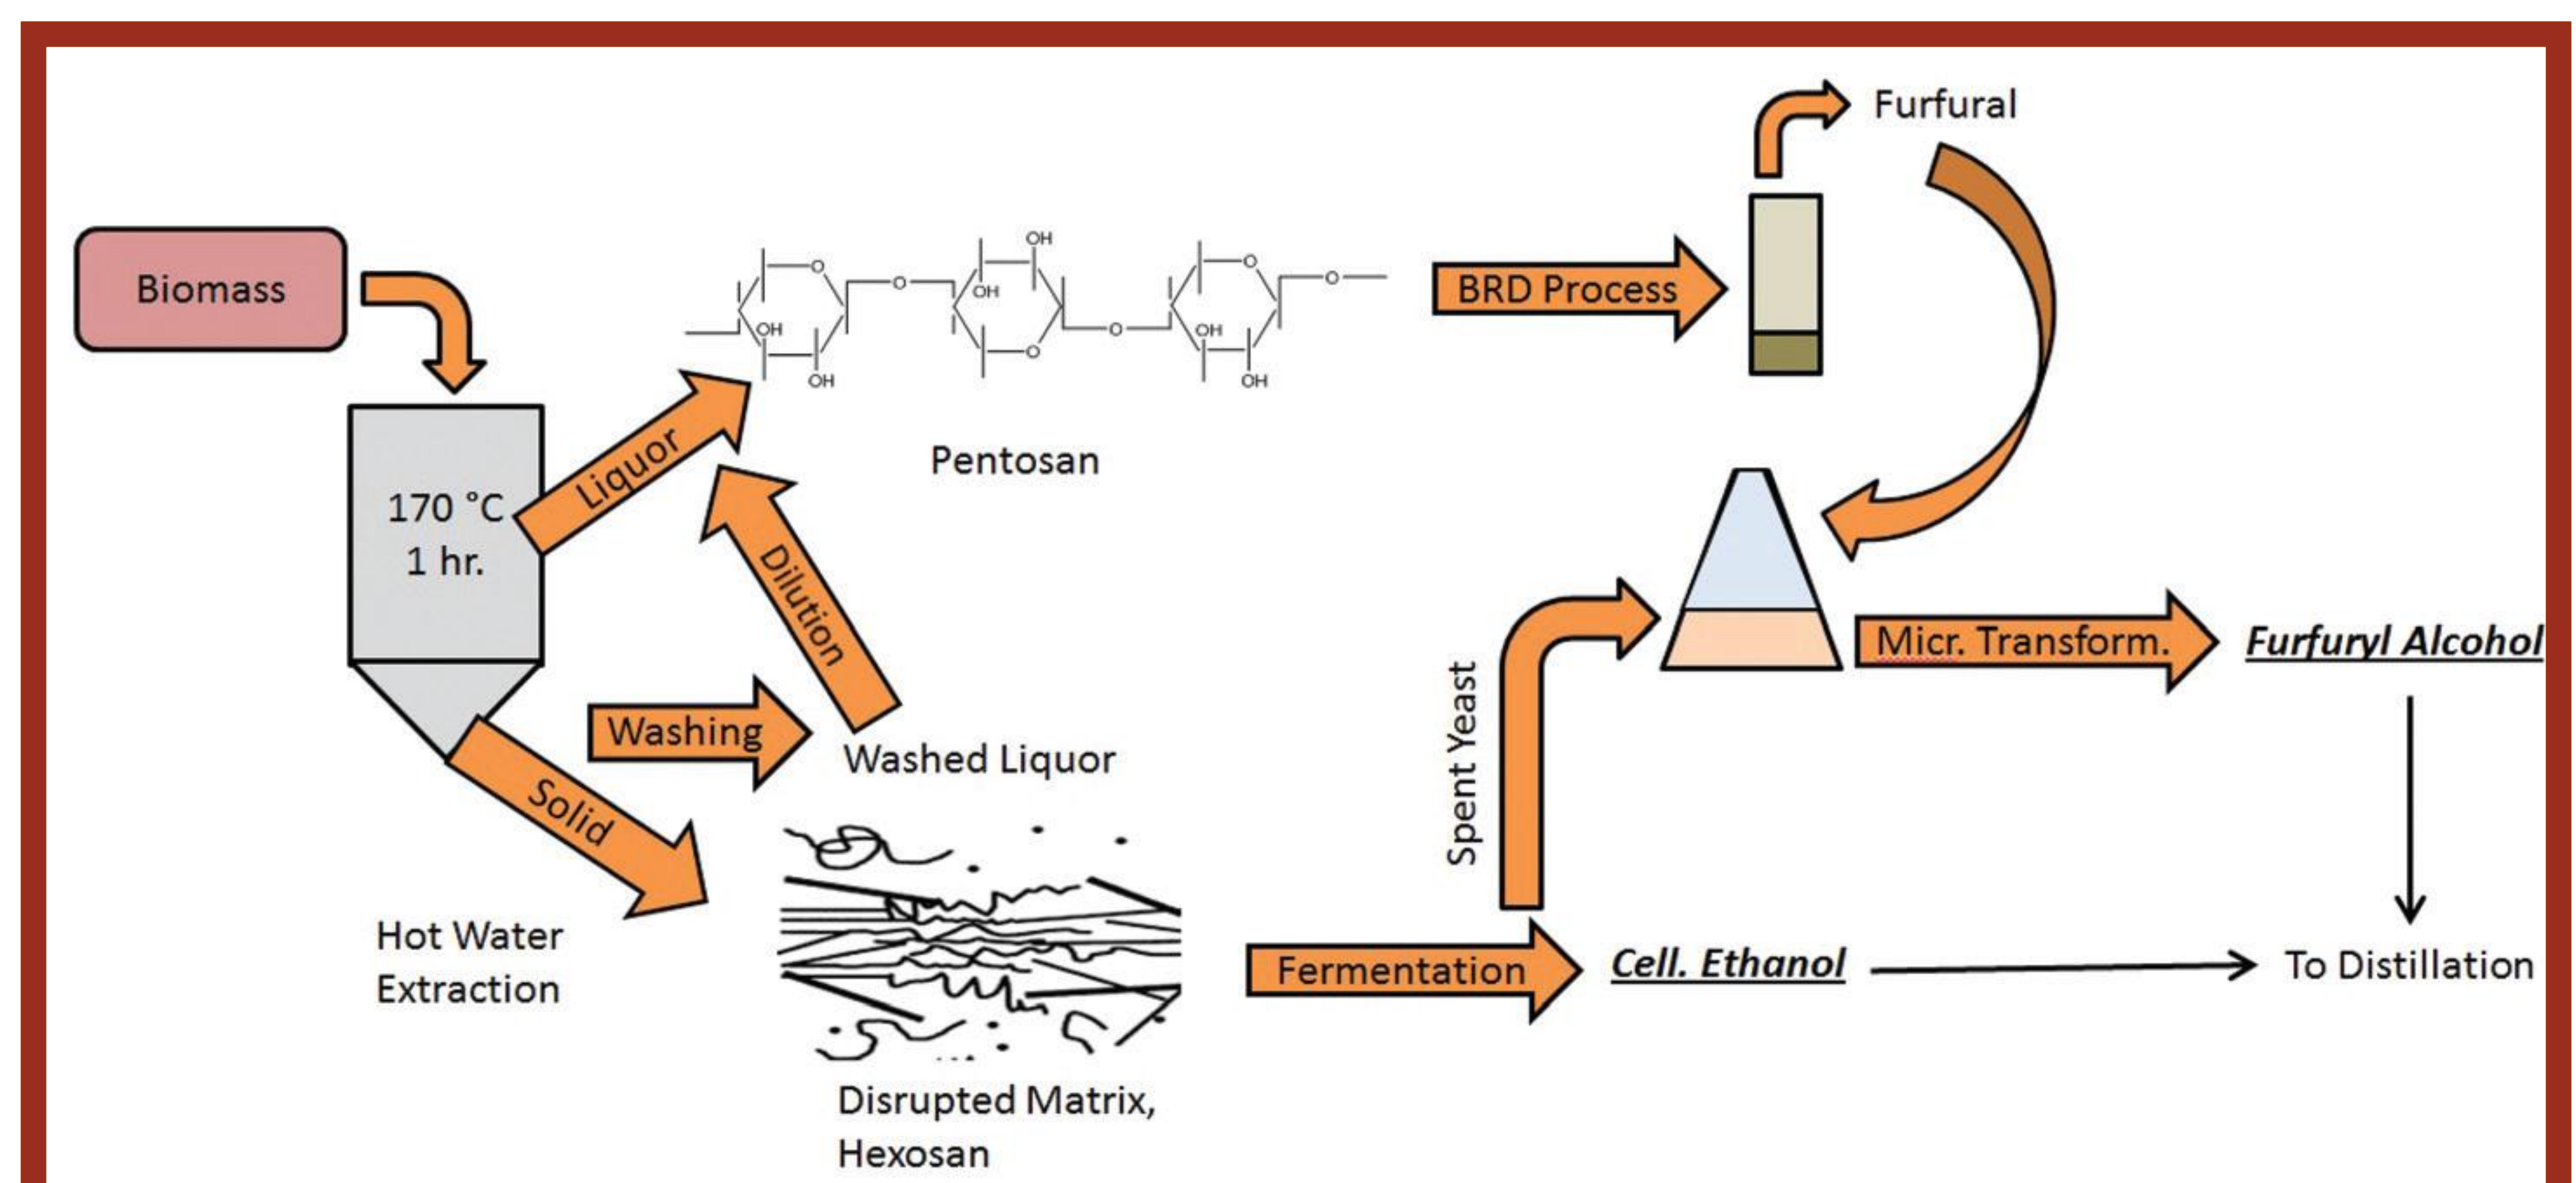 Furfural
Biomass
BRD Process
O
O
OH
OH
O
O
O
OH
OH
O
OH
OH
O
Pentosan
Liquor
170 °C
1 hr.
Dilution
Washing
Washed Liquor
Solid
Hot Water
Extraction
Disrupted Matrix,
Hexosan
Spent Yeast
Micr. Transform.
Furfuryl Alcohol
Fermentation
Cell. Ethanol
To Distillation